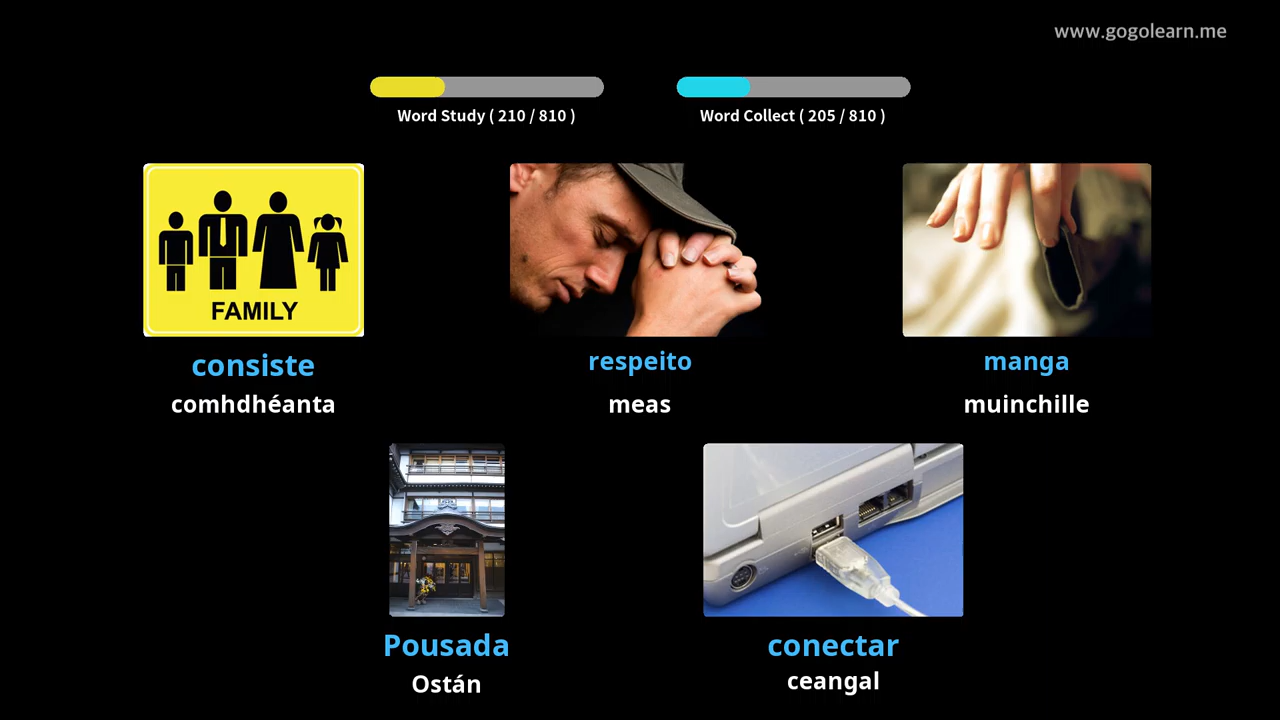 www.gogolearn.me
Word Study ( 210 / 810 )
Word Collect ( 205 / 810 )
FAMILY
consiste
comhdhéanta
respeito
meas
manga
muinchille
Pousada
Ostán
conectar
ceangal